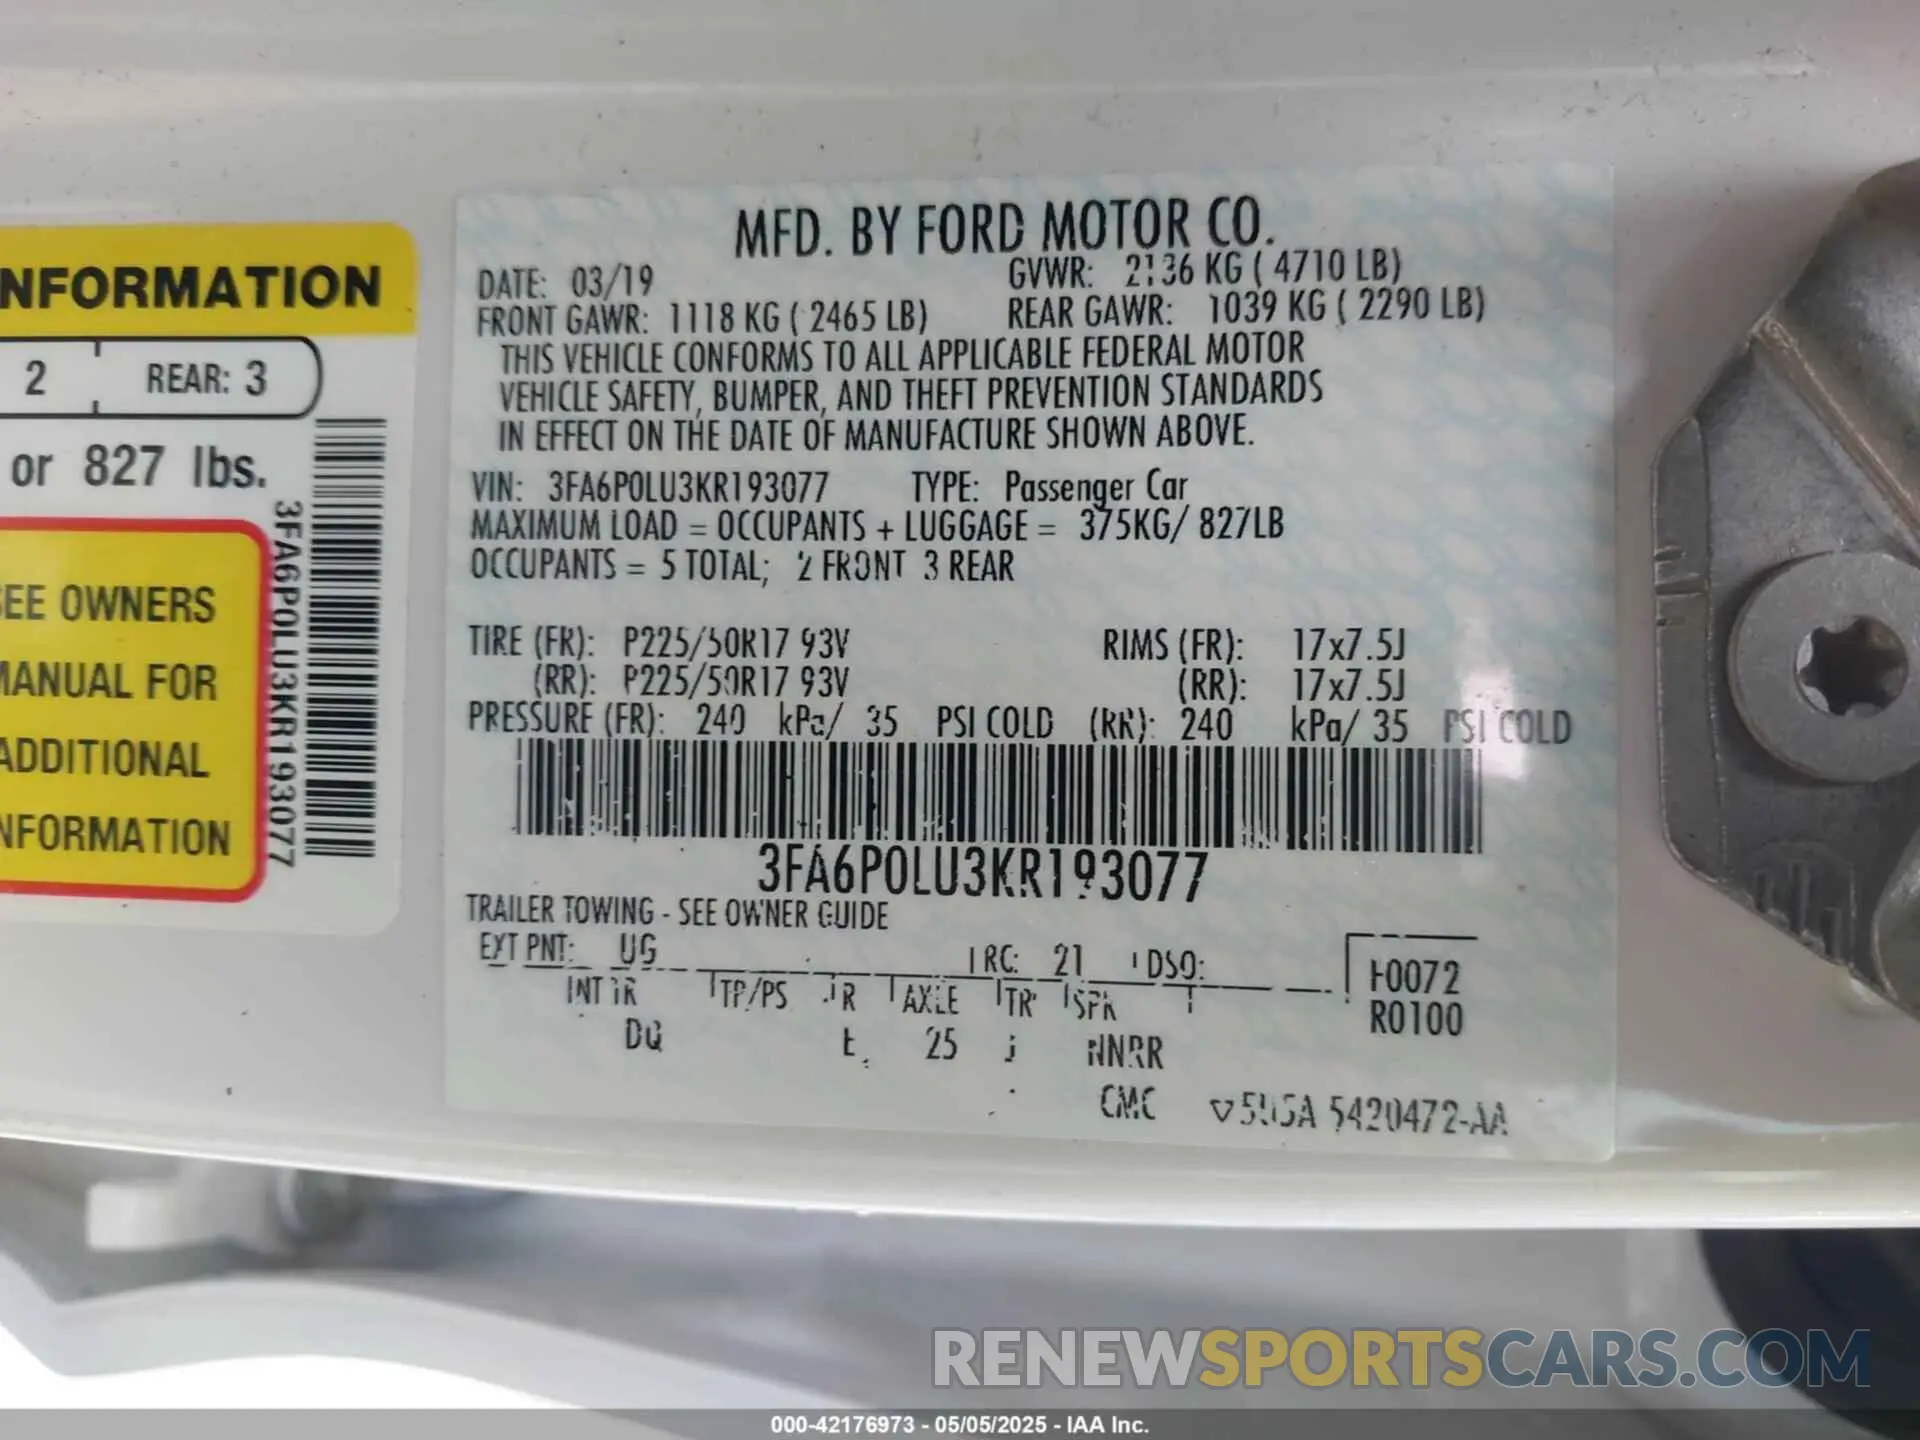 NFORMATION
2 REAR: 3
or 827 lbs.
SEE OWNERS
MANUAL FOR
ADDITIONAL
NFORMATION
3FA6P0LU3KR193077
MFD. BY FORD MOTOR CO.
DATE: 03/19 GVWR: 2136 KG ( 4710 LB)
FRONT GAWR: 1118 KG ( 2465 LB) REAR GAWR: 1039 KG ( 2290 LB)
THIS VEHICLE CONFORMS TO ALL APPLICABLE FEDERAL MOTOR
VEHICLE SAFETY, BUMPER, AND THEFT PREVENTION STANDARDS
IN EFFECT ON THE DATE OF MANUFACTURE SHOWN ABOVE.
VIN: 3FA6P0LU3KR193077 TYPE: Passenger Car
MAXIMUM LOAD = OCCUPANTS + LUGGAGE = 375KG/ 827LB
OCCUPANTS = 5 TOTAL; 2 FRONT 3 REAR
TIRE (FR): P225/50R17 93V RIMS (FR): 17x7.5J
(RR): P225/50R17 93V (RR): 17x7.5J
PRESSURE (FR): 240 kPa/ 35 PSI COLD (RR): 240 kPa/ 35 PSI COLD
3FA6P0LU3KR193077
TRAILER TOWING - SEE OWNER GUIDE
EXT PNT: UG RC: 21 DSO: F0072
INT TR TP/PS R AXLE TR SPR R0100
DQ 25 NNRR
CMC 5420472-AA
RENEWSPORTSCARS.COM
000-42176973 - 05/05/2025 - IAA Inc.